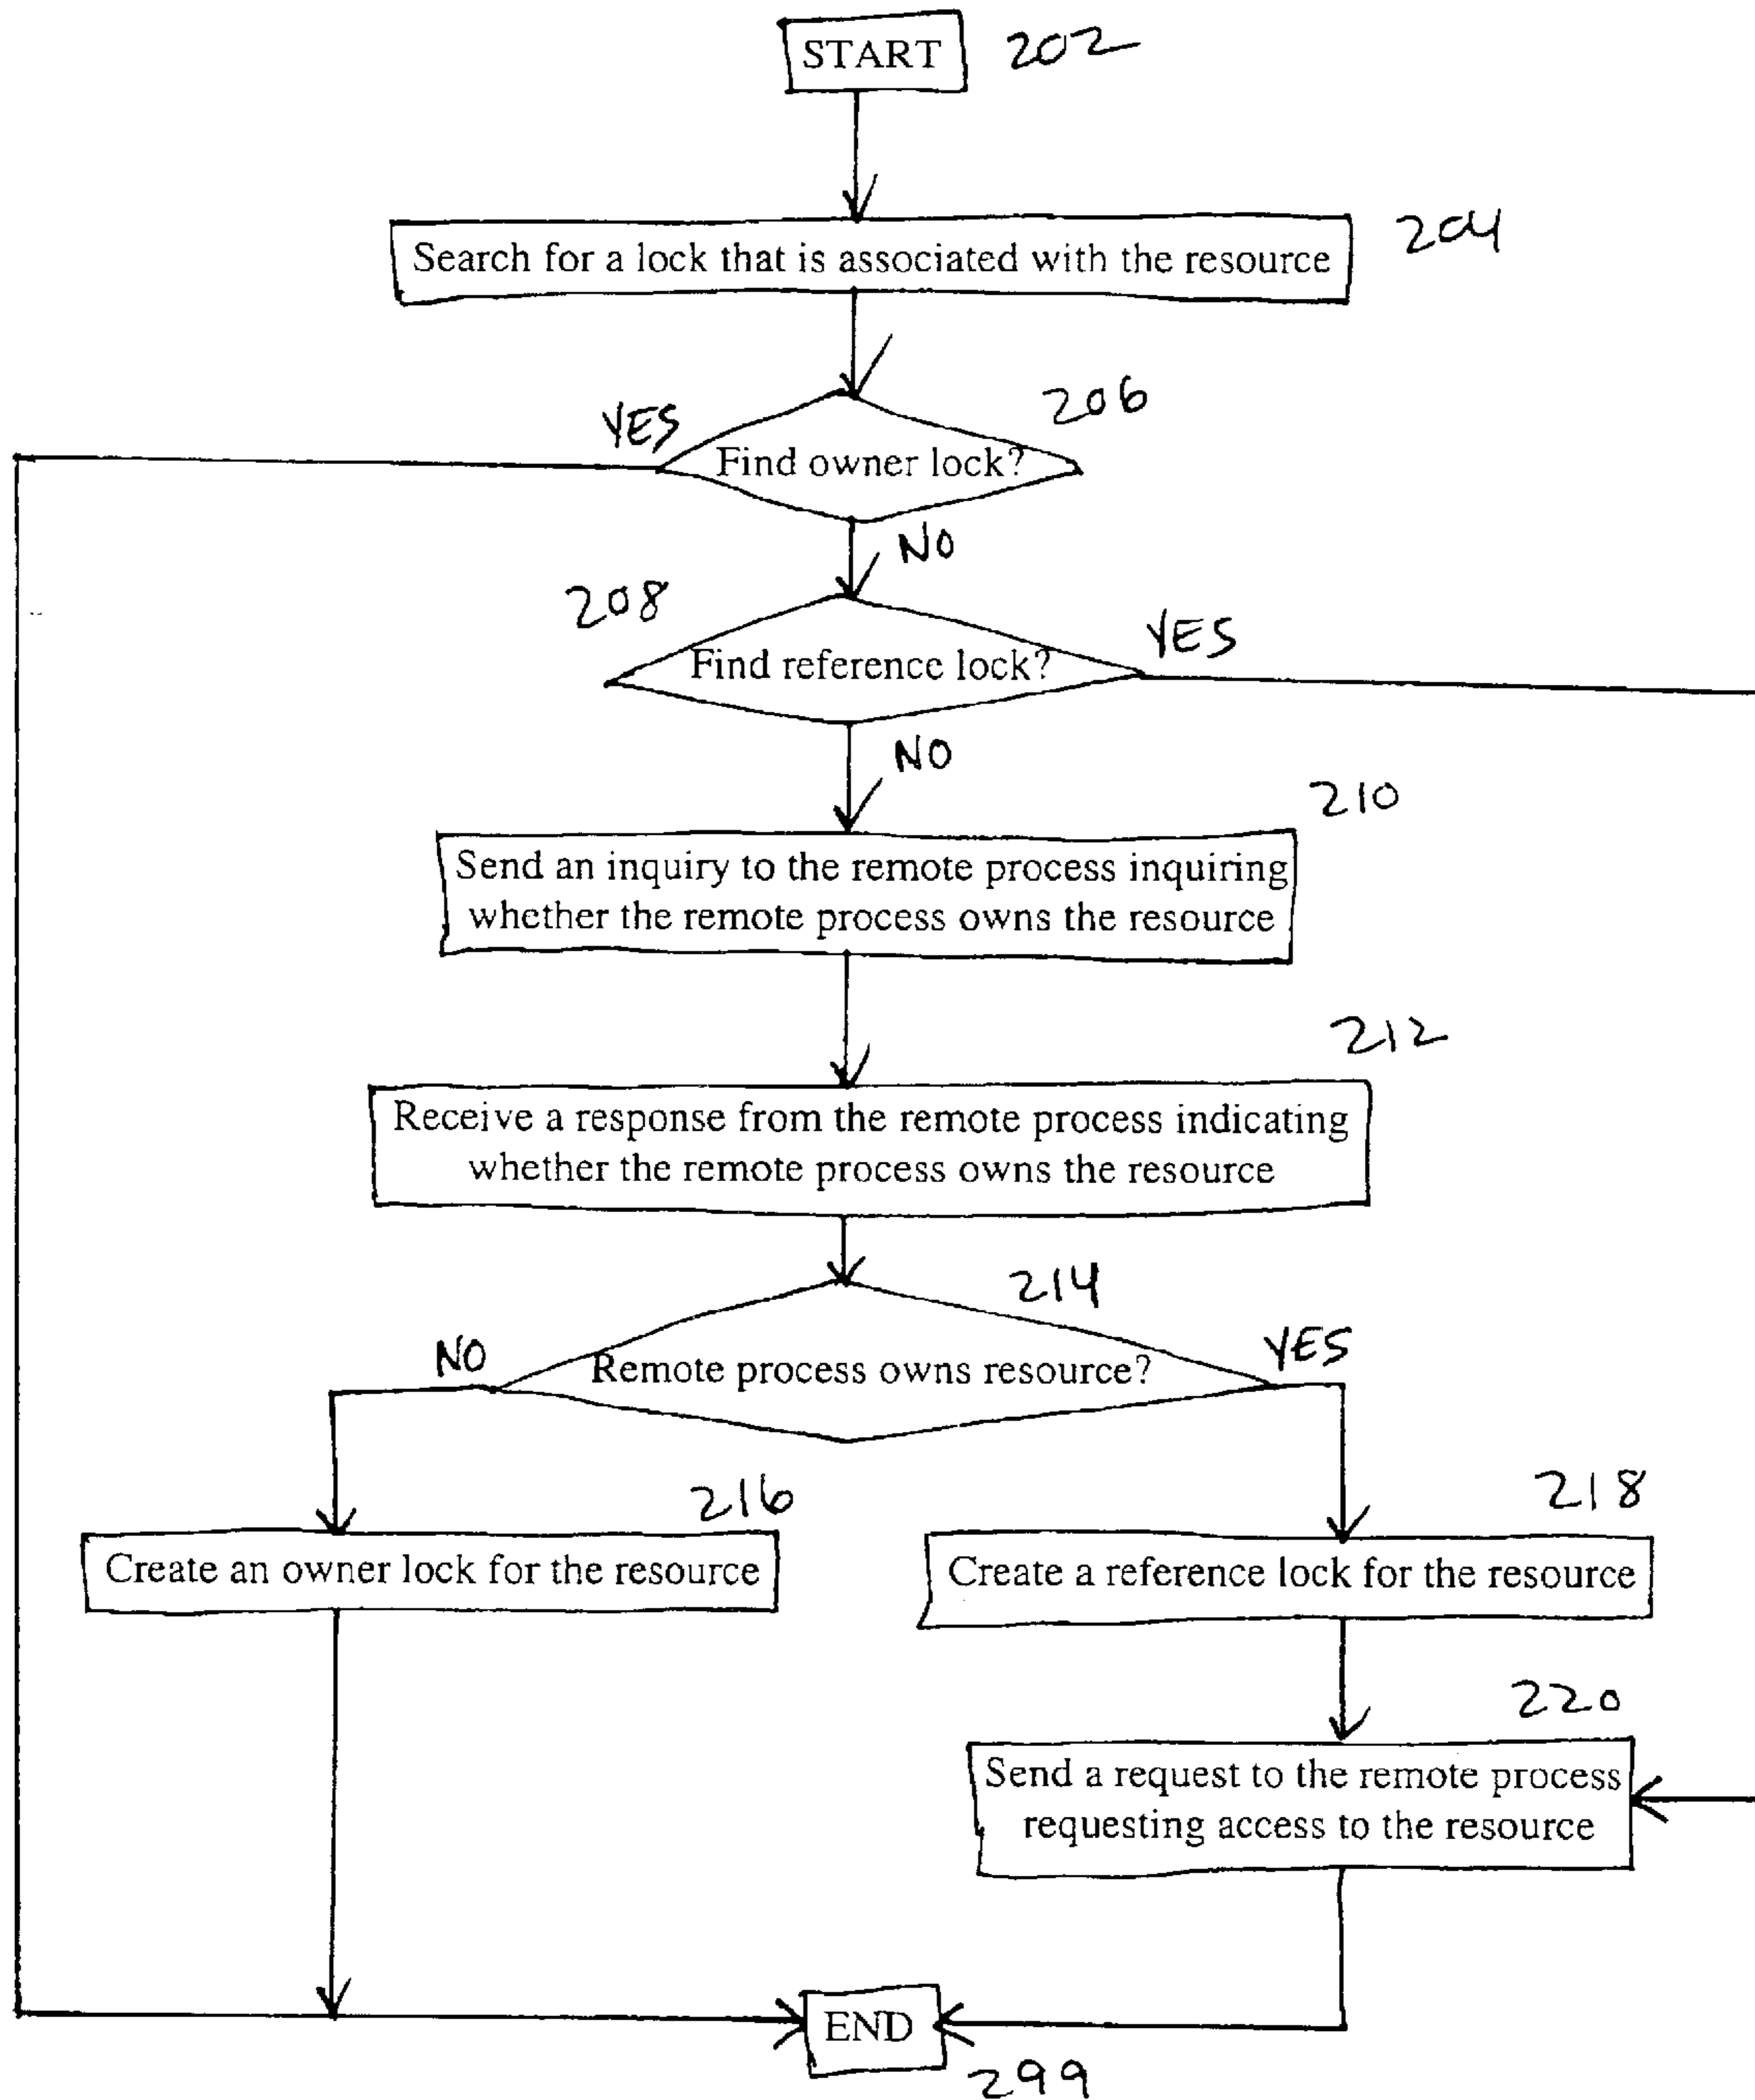 START 202
Search for a lock that is associated with the resource 204
206
YES
Find owner lock?
NO
208
YES
Find reference lock?
NO
210
Send an inquiry to the remote process inquiring
whether the remote process owns the resource
212
Receive a response from the remote process indicating
whether the remote process owns the resource
214
NO
YES
Remote process owns resource?
216
218
Create an owner lock for the resource
Create a reference lock for the resource
220
Send a request to the remote process
requesting access to the resource
END
299